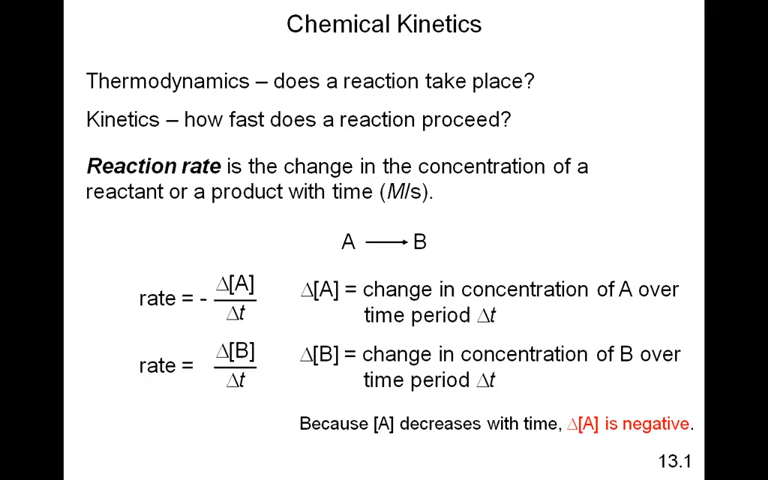 Chemical Kinetics
Thermodynamics – does a reaction take place?
Kinetics – how fast does a reaction proceed?
Reaction rate is the change in the concentration of a
reactant or a product with time (M/s).
A ⟶ B
rate = - Δ[A]/Δt
Δ[A] = change in concentration of A over
time period Δt
rate = Δ[B]/Δt
Δ[B] = change in concentration of B over
time period Δt
Because [A] decreases with time, Δ[A] is negative.
13.1